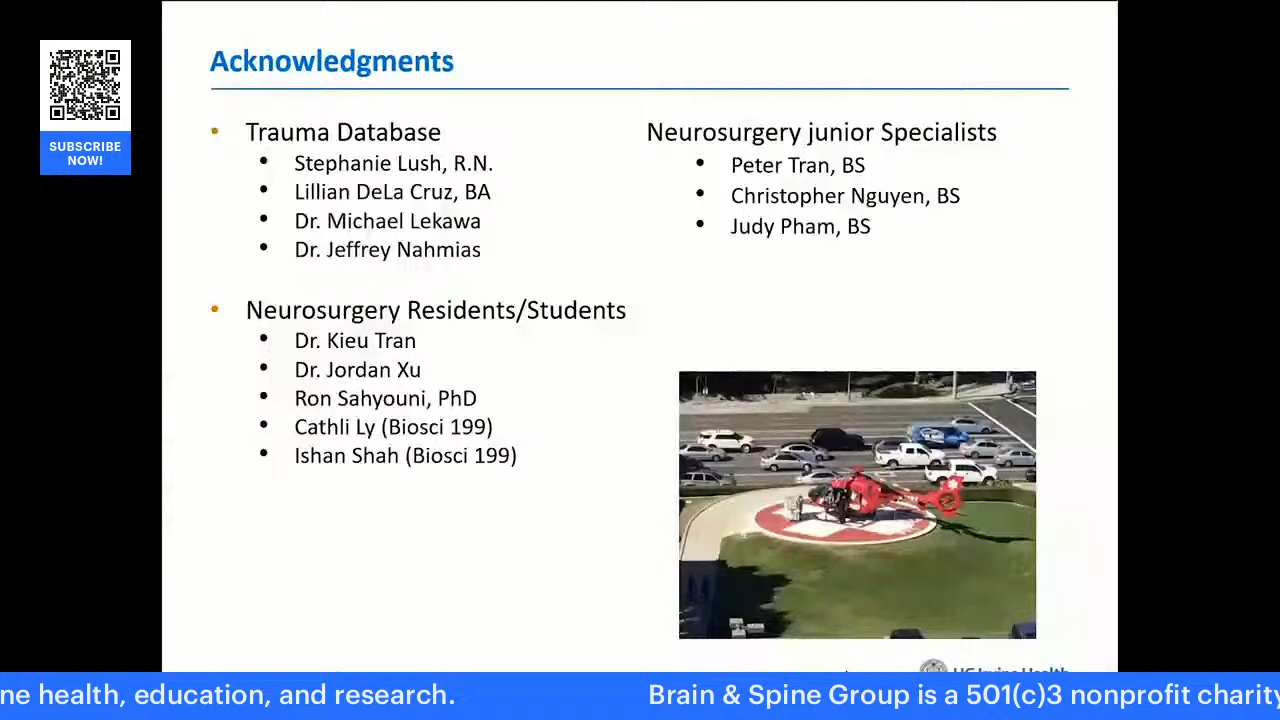 Acknowledgments
SUBSCRIBE
NOW!
Trauma Database
Stephanie Lush, R.N.
Lillian DeLa Cruz, BA
Dr. Michael Lekawa
Dr. Jeffrey Nahmias
Neurosurgery Residents/Students
Dr. Kieu Tran
Dr. Jordan Xu
Ron Sahyouni, PhD
Cathli Ly (Biosci 199)
Ishan Shah (Biosci 199)
Neurosurgery junior Specialists
Peter Tran, BS
Christopher Nguyen, BS
Judy Pham, BS
UC Irvine Health
ne health, education, and research.
Brain & Spine Group is a 501(c)3 nonprofit charity